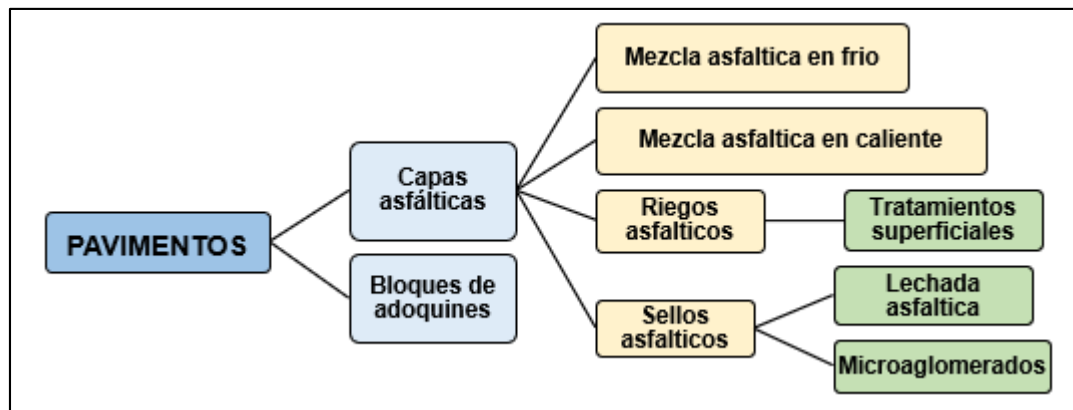 PAVIMENTOS
Capas
asfálticas
Bloques de
adoquines
Mezcla asfaltica en frio
Mezcla asfaltica en caliente
Riegos
asfalticos
Sellos
asfalticos
Tratamientos
superficiales
Lechada
asfaltica
Microaglomerados